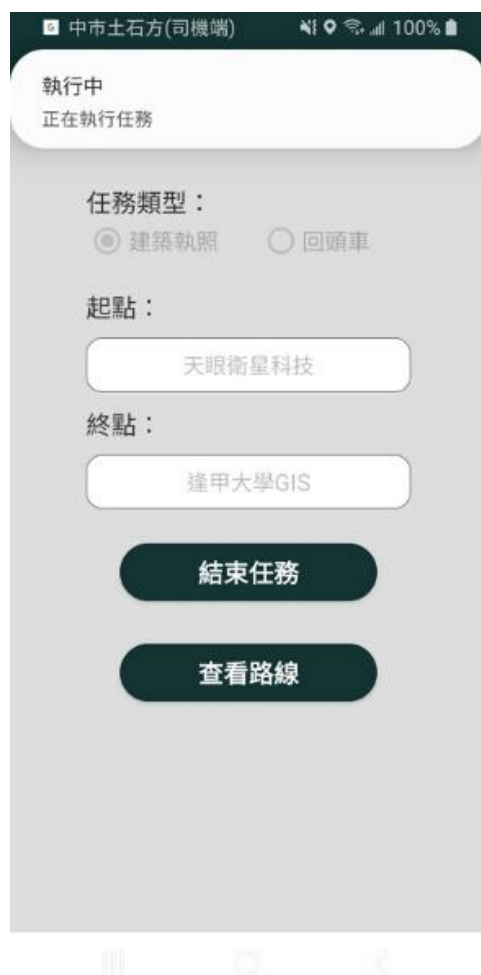 中市土石方(司機端) 100%
執行中
正在執行任務
任務類型：
建築執照 回頭車
起點：
天眼衛星科技
終點：
逢甲大學GIS
結束任務
查看路線